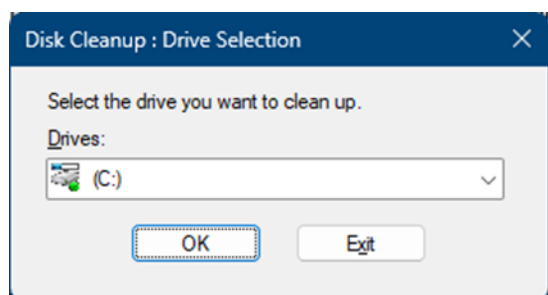 Disk Cleanup : Drive Selection
Select the drive you want to clean up.
Drives:
(C:)
OK Exit